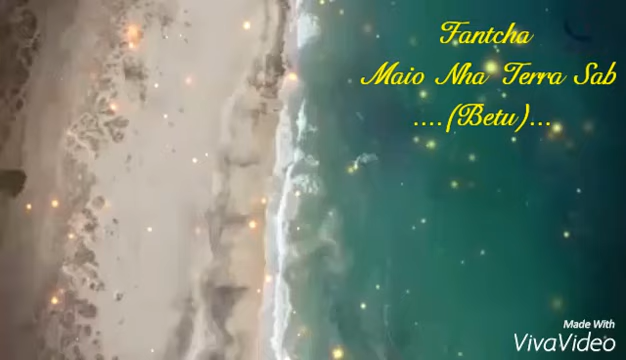 Fantcha
Maio Nha Terra Sab
....(Betu)...
Made With
VivaVideo